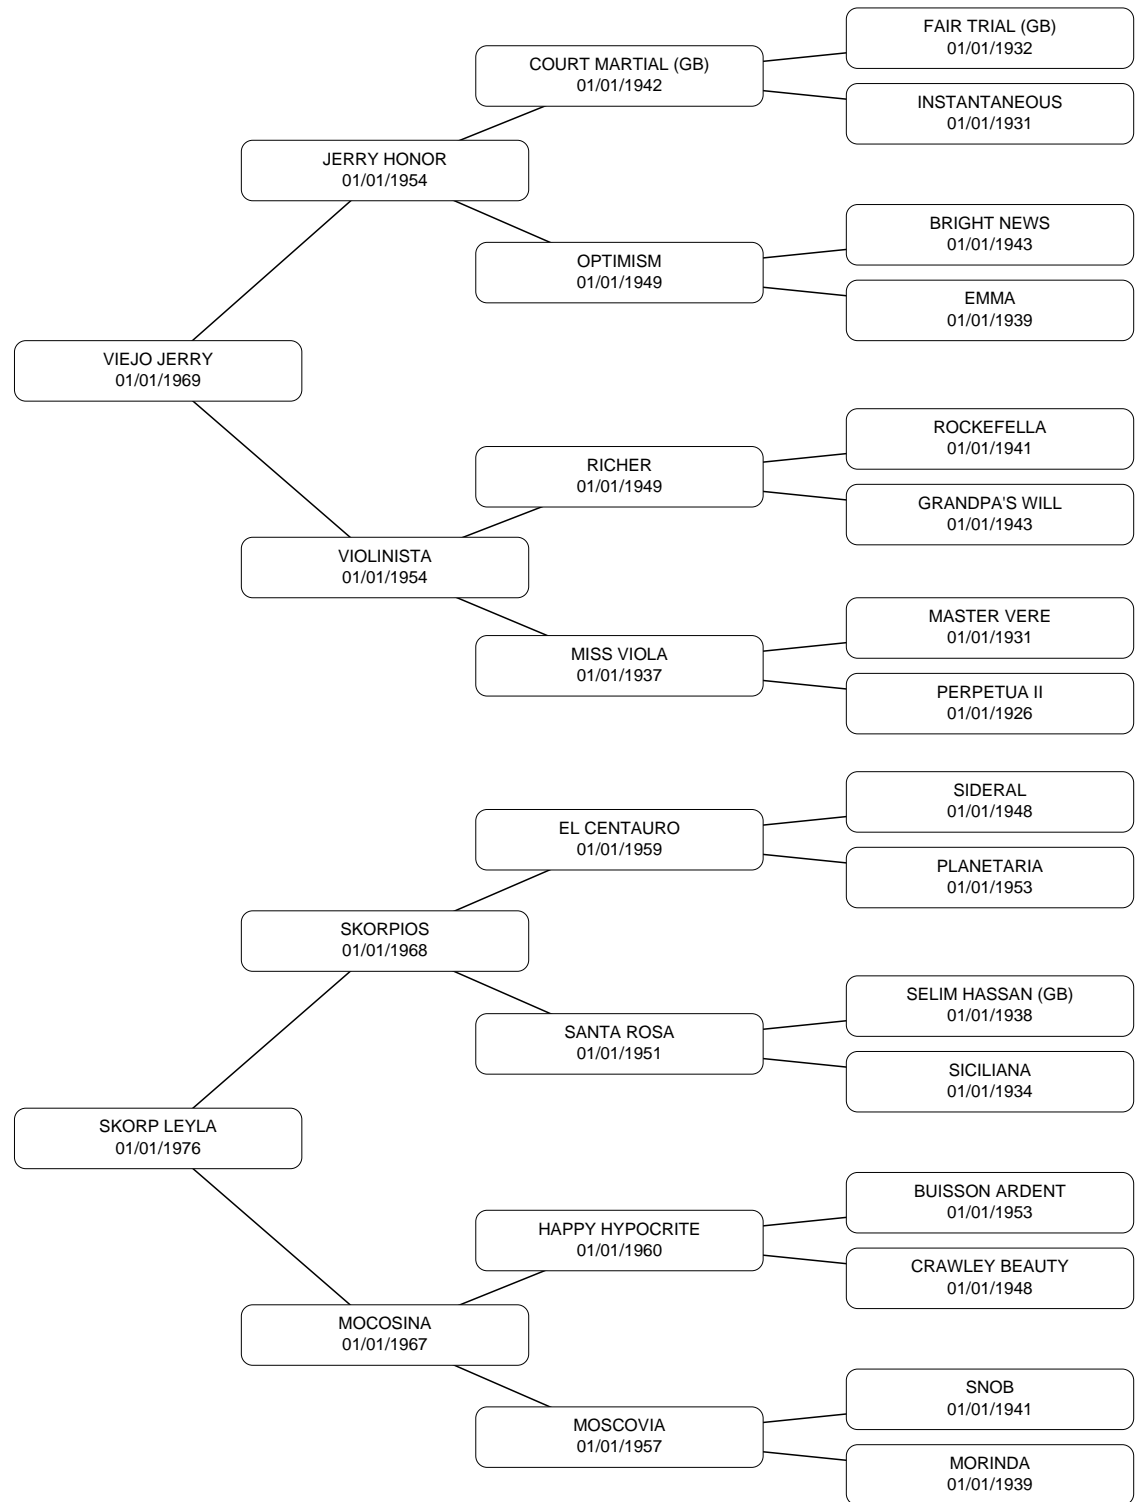 FAIR TRIAL (GB)
01/01/1932
COURT MARTIAL (GB)
01/01/1942
INSTANTANEOUS
01/01/1931
JERRY HONOR
01/01/1954
BRIGHT NEWS
01/01/1943
OPTIMISM
01/01/1949
EMMA
01/01/1939
VIEJO JERRY
01/01/1969
ROCKEFELLA
01/01/1941
RICHER
01/01/1949
GRANDPA'S WILL
01/01/1943
VIOLINISTA
01/01/1954
MASTER VERE
01/01/1931
MISS VIOLA
01/01/1937
PERPETUA II
01/01/1926
SIDERAL
01/01/1948
EL CENTAURO
01/01/1959
PLANETARIA
01/01/1953
SKORPIOS
01/01/1968
SELIM HASSAN (GB)
01/01/1938
SANTA ROSA
01/01/1951
SICILIANA
01/01/1934
SKORP LEYLA
01/01/1976
BUISSON ARDENT
01/01/1953
HAPPY HYPOCRITE
01/01/1960
CRAWLEY BEAUTY
01/01/1948
MOCOSINA
01/01/1967
SNOB
01/01/1941
MOSCOVIA
01/01/1957
MORINDA
01/01/1939